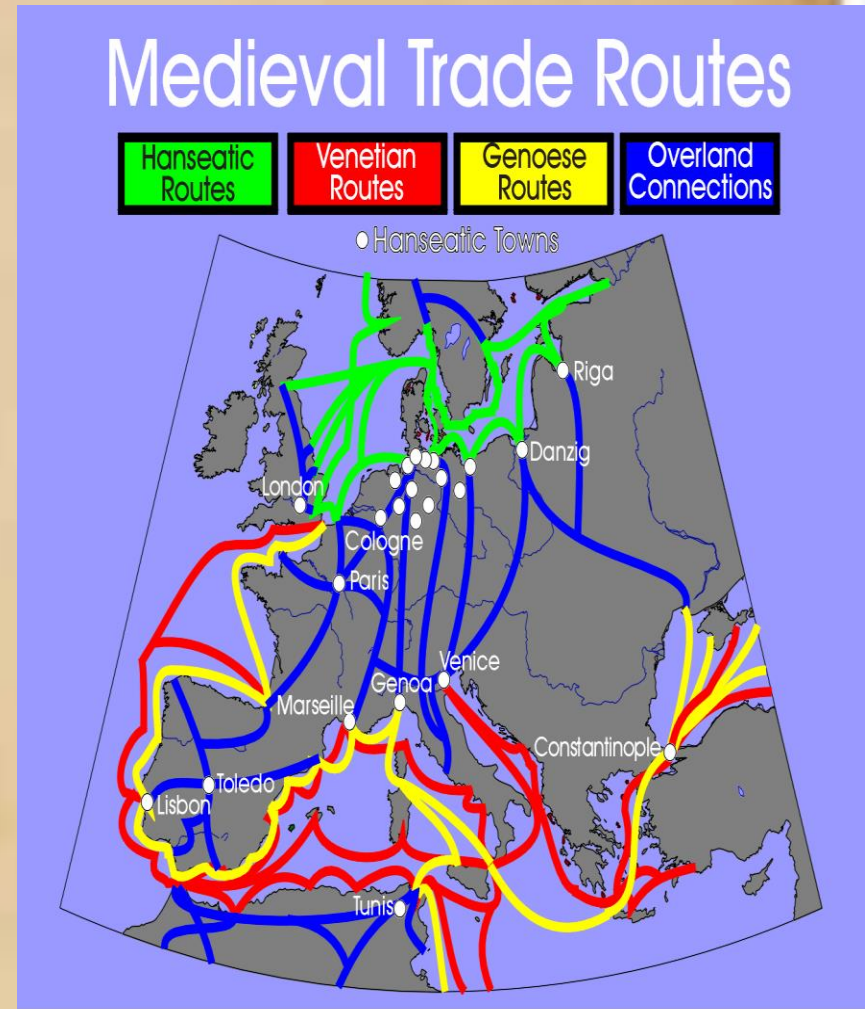 Medieval Trade Routes
Hanseatic
Routes
Venetian
Routes
Genoese
Routes
Overland
Connections
Hanseatic Towns
Riga
Danzig
London
Cologne
Paris
Venice
Genoa
Marseille
Constantinople
Toledo
Lisbon
Tunis